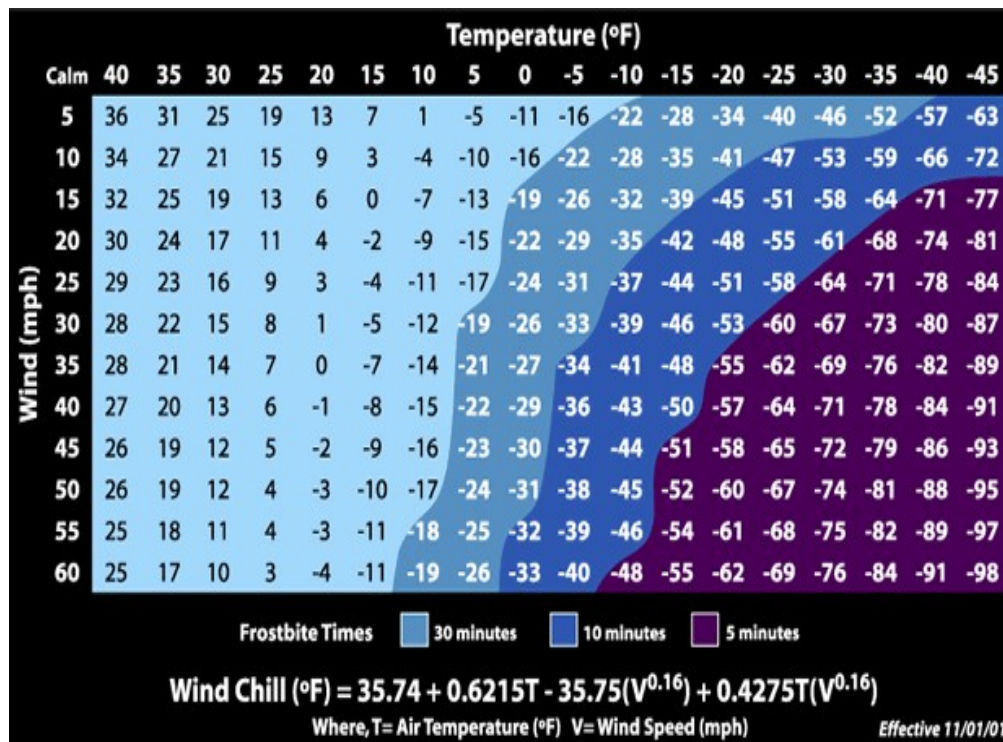 Temperature (ºF)
Calm 40 35 30 25 20 15 10 5 0 -5 -10 -15 -20 -25 -30 -35 -40 -45
Wind (mph)
5 36 31 25 19 13 7 1 -5 -11 -16 -22 -28 -34 -40 -46 -52 -57 -63
10 34 27 21 15 9 3 -4 -10 -16 -22 -28 -35 -41 -47 -53 -59 -66 -72
15 32 25 19 13 6 0 -7 -13 -19 -26 -32 -39 -45 -51 -58 -64 -71 -77
20 30 24 17 11 4 -2 -9 -15 -22 -29 -35 -42 -48 -55 -61 -68 -74 -81
25 29 23 16 9 3 -4 -11 -17 -24 -31 -37 -44 -51 -58 -64 -71 -78 -84
30 28 22 15 8 1 -5 -12 -19 -26 -33 -39 -46 -53 -60 -67 -73 -80 -87
35 28 21 14 7 0 -7 -14 -21 -27 -34 -41 -48 -55 -62 -69 -76 -82 -89
40 27 20 13 6 -1 -8 -15 -22 -29 -36 -43 -50 -57 -64 -71 -78 -84 -91
45 26 19 12 5 -2 -9 -16 -23 -30 -37 -44 -51 -58 -65 -72 -79 -86 -93
50 26 19 12 4 -3 -10 -17 -24 -31 -38 -45 -52 -60 -67 -74 -81 -88 -95
55 25 18 11 4 -3 -11 -18 -25 -32 -39 -46 -54 -61 -68 -75 -82 -89 -97
60 25 17 10 3 -4 -11 -19 -26 -33 -40 -48 -55 -62 -69 -76 -84 -91 -98
Frostbite Times 30 minutes 10 minutes 5 minutes
Wind Chill (ºF) = 35.74 + 0.6215T - 35.75(V^0.16) + 0.4275T(V^0.16)
Where, T= Air Temperature (ºF) V= Wind Speed (mph) Effective 11/01/01